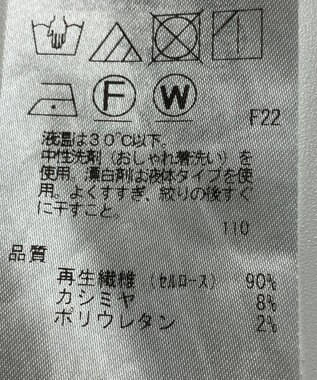 F
W
F22
液温は30℃以下。
中性洗剤（おしゃれ着洗い）を
使用。漂白剤は液体タイプを使
用、よくすすぎ、絞りの後すぐ
に干すこと。
110
品質
再生繊維（セルロース） 90%
カシミヤ 8%
ポリウレタン 2%